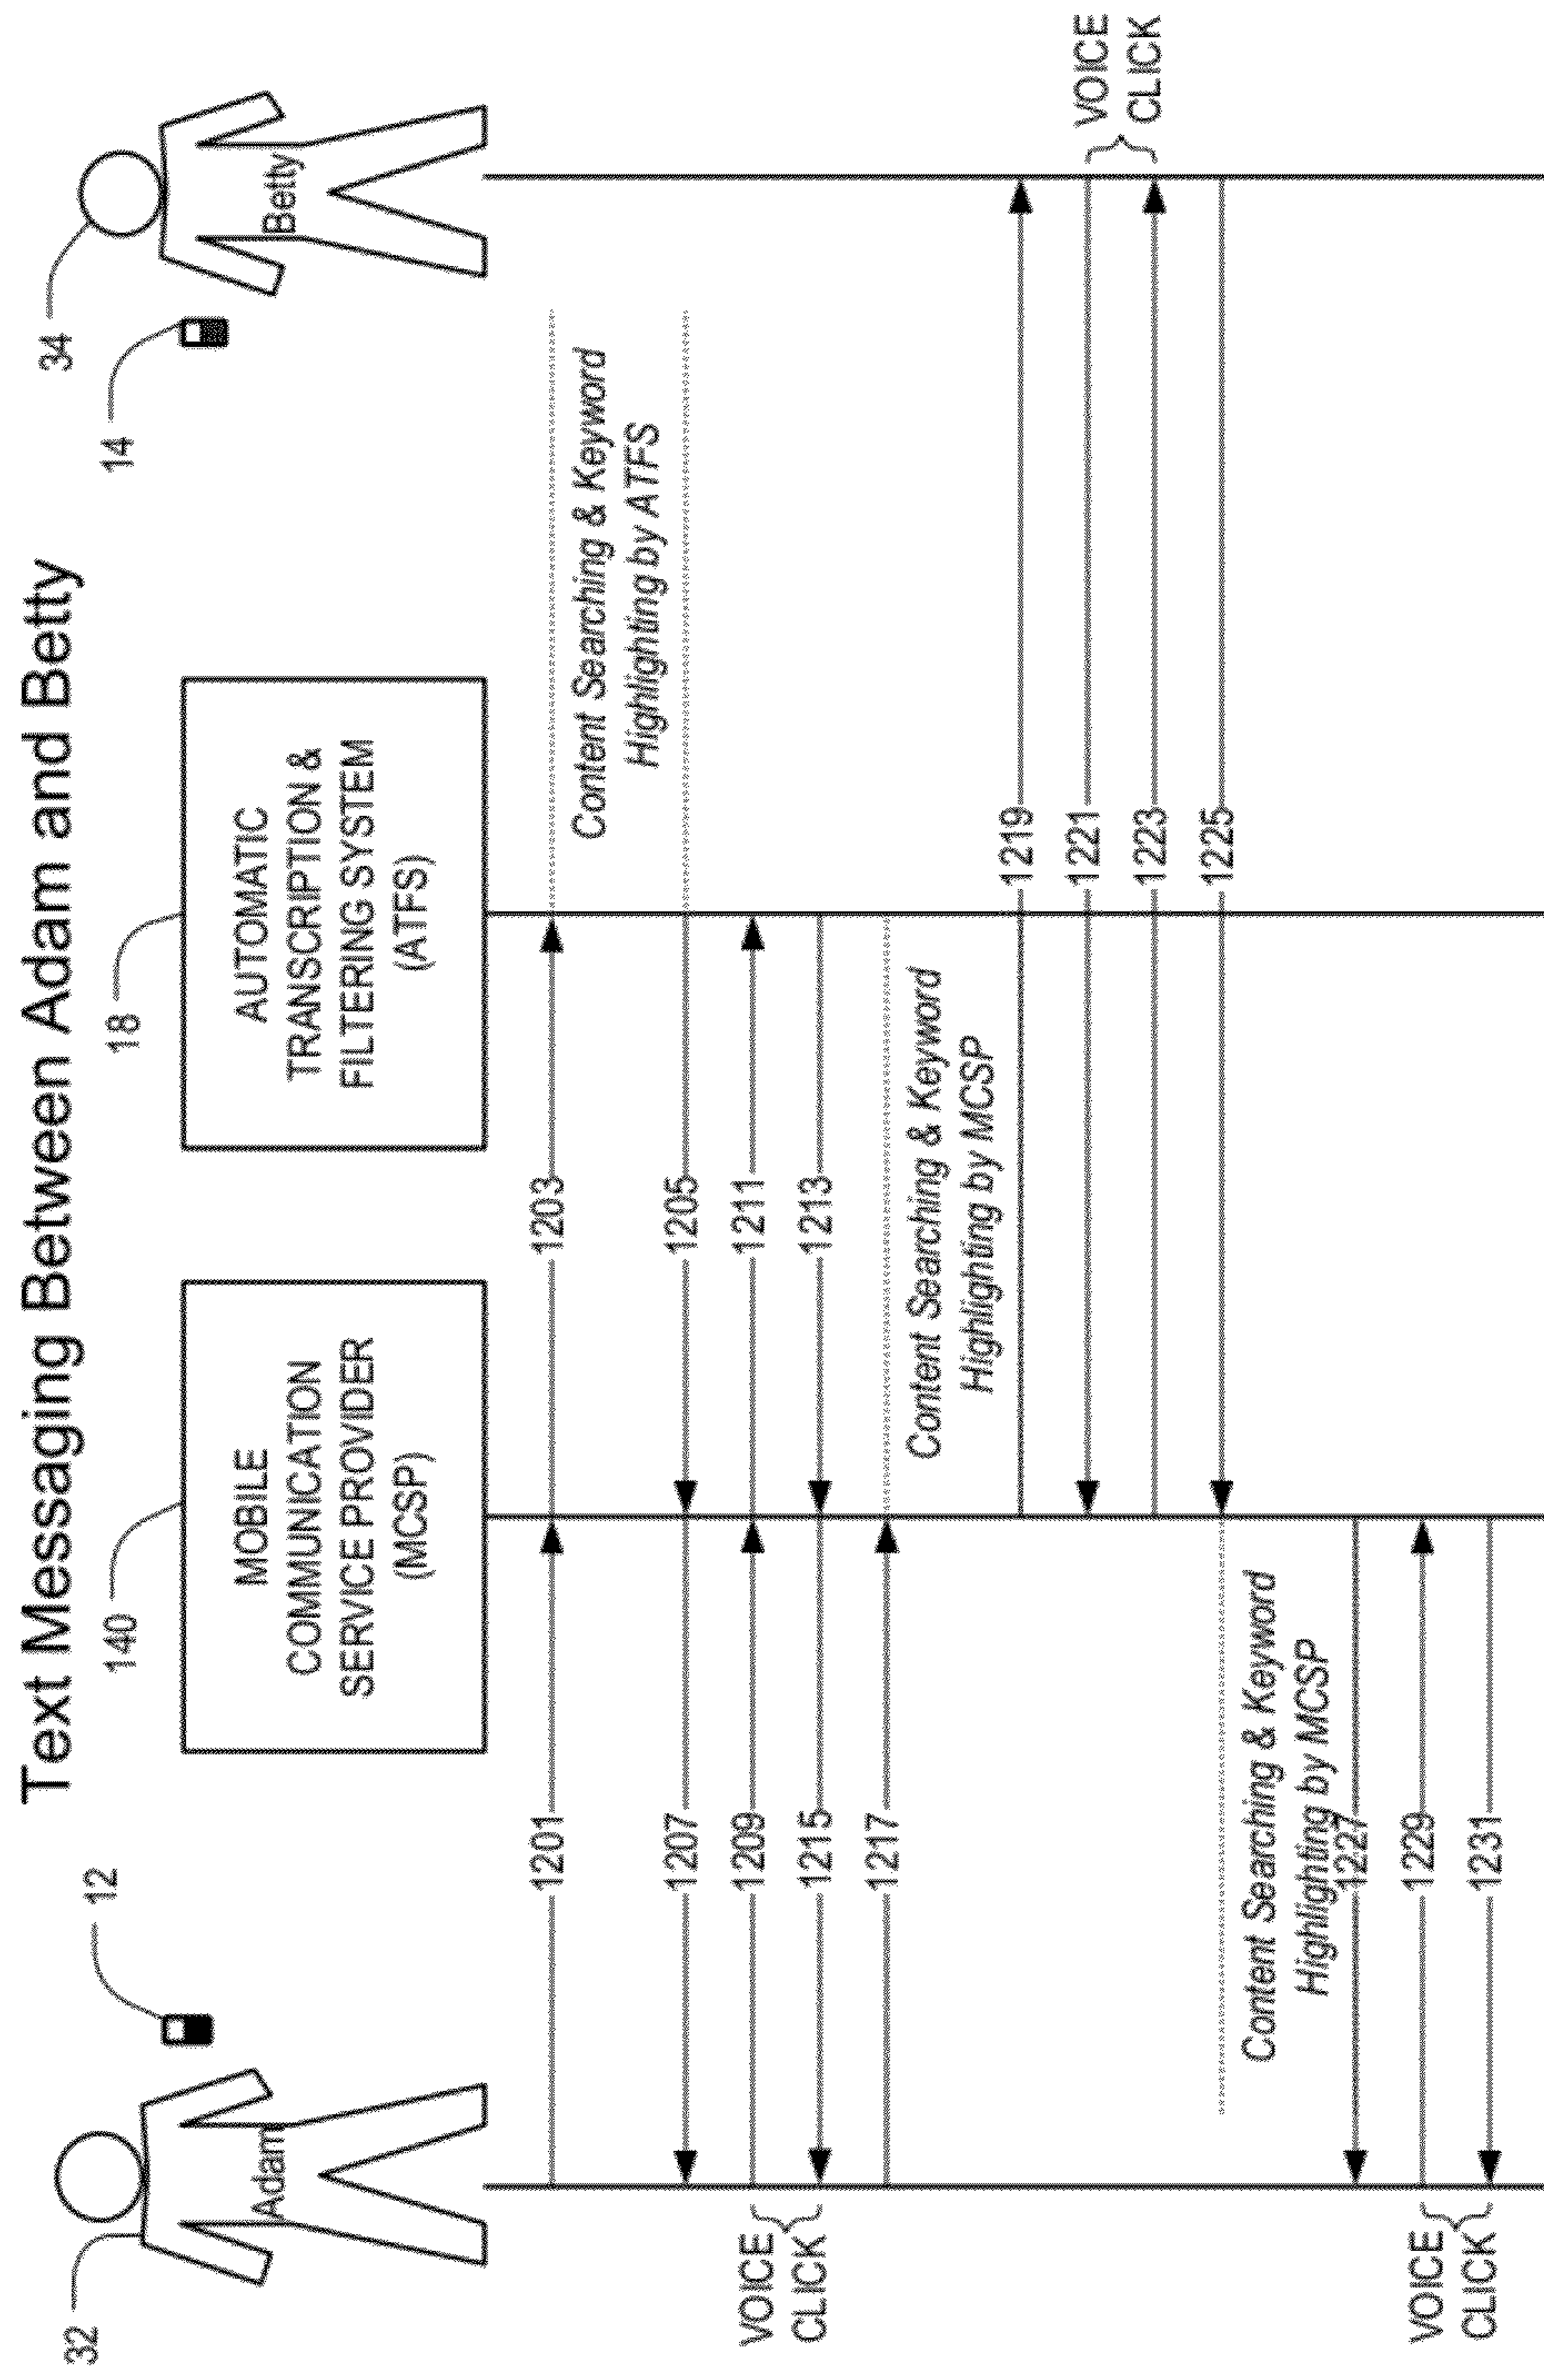 Text Messaging Between Adam and Betty
32
Adam
12
140
MOBILE
COMMUNICATION
SERVICE PROVIDER
(MCSP)
18
AUTOMATIC
TRANSCRIPTION &
FILTERING SYSTEM
(ATFS)
14
34
Betty
1201
1203
Content Searching & Keyword
Highlighting by ATFS
1207
1205
VOICE
CLICK
1209
1211
1215
1213
1217
Content Searching & Keyword
Highlighting by MCSP
1219
1221
VOICE
CLICK
1223
1225
Content Searching & Keyword
Highlighting by MCSP
1227
VOICE
CLICK
1229
1231